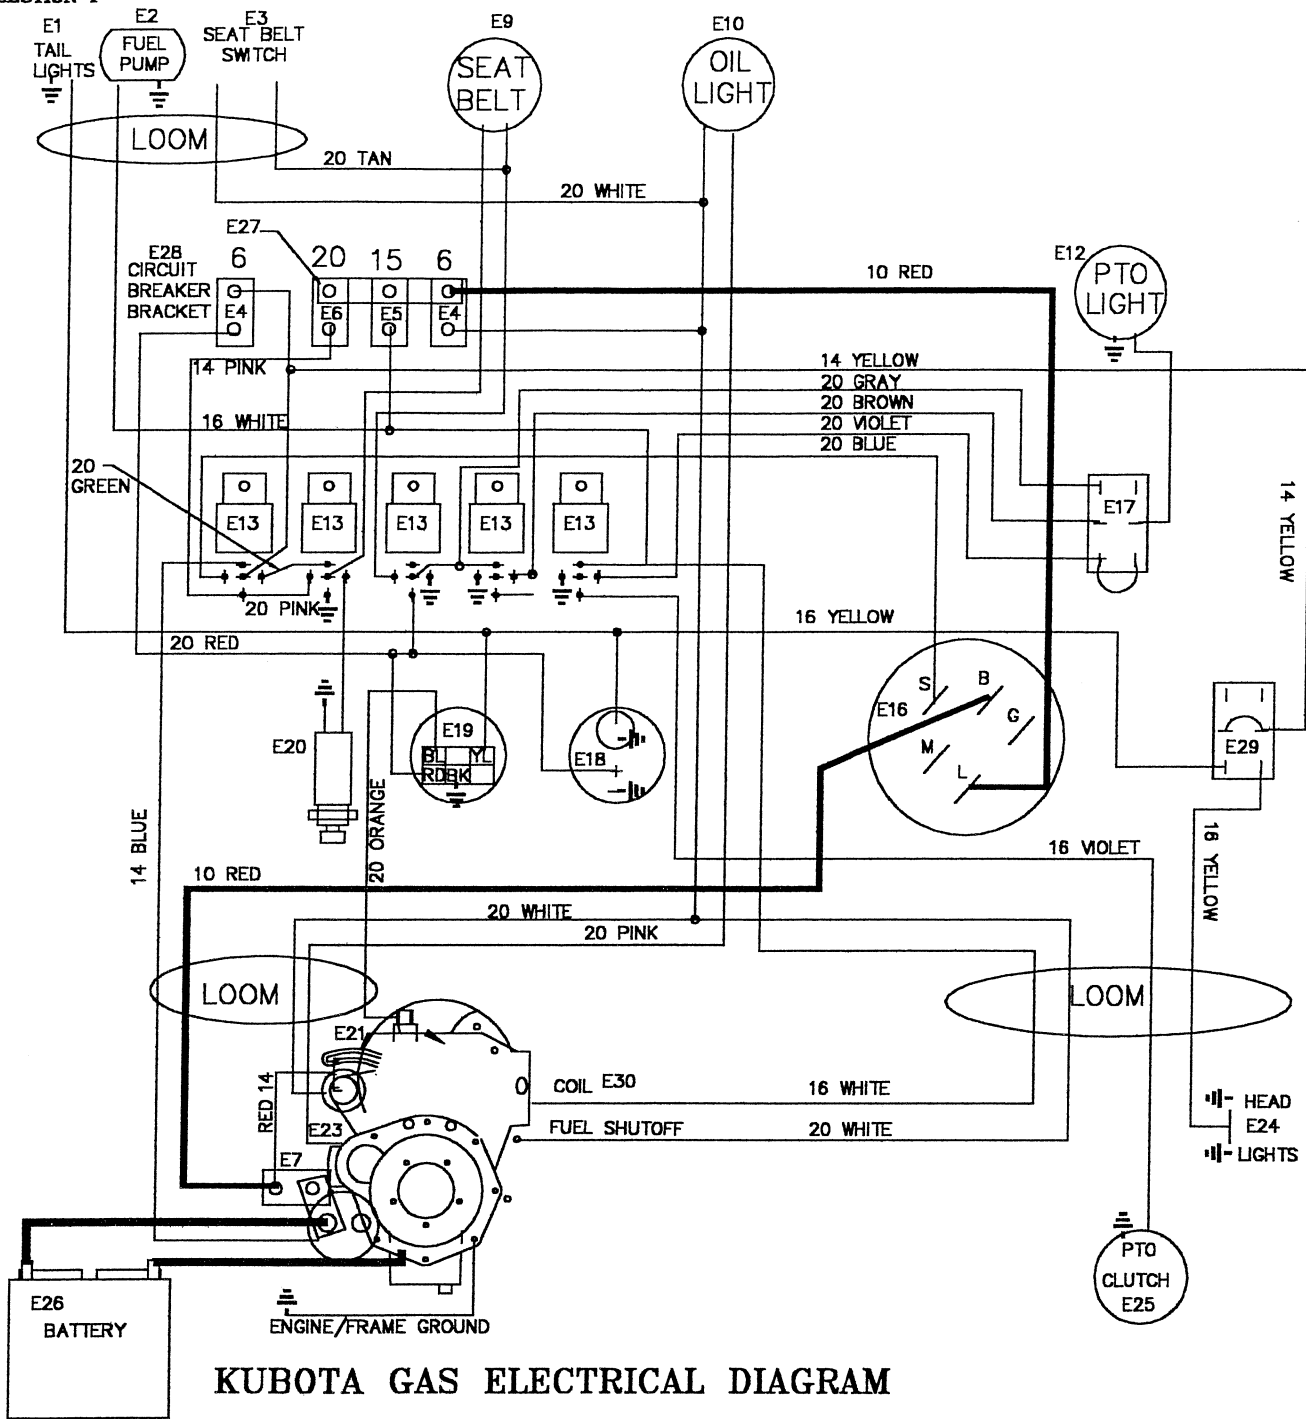 E1
TAIL
LIGHTS
E2
FUEL
PUMP
E3
SEAT BELT
SWITCH
E9
SEAT
BELT
E10
OIL
LIGHT
LOOM
20 TAN
20 WHITE
E27
E28
CIRCUIT
BREAKER
BRACKET
6
20
15
6
E4
E6
E5
E4
10 RED
E12
PTO
LIGHT
14 PINK
14 YELLOW
20 GRAY
20 BROWN
20 VIOLET
20 BLUE
16 WHITE
20
GREEN
E13
E13
E13
E13
E13
E17
14 YELLOW
20 PINK
16 YELLOW
20 RED
S
B
G
E16
M
L
E29
E20
E19
BL
YL
RD
BK
E18
+
-
14 BLUE
20 ORANGE
16 YELLOW
16 VIOLET
10 RED
20 WHITE
20 PINK
LOOM
LOOM
E21
COIL E30
16 WHITE
RED 14
E23
FUEL SHUTOFF
20 WHITE
HEAD
E24
LIGHTS
E7
PTO
CLUTCH
E25
E26
BATTERY
ENGINE/FRAME GROUND
KUBOTA GAS ELECTRICAL DIAGRAM